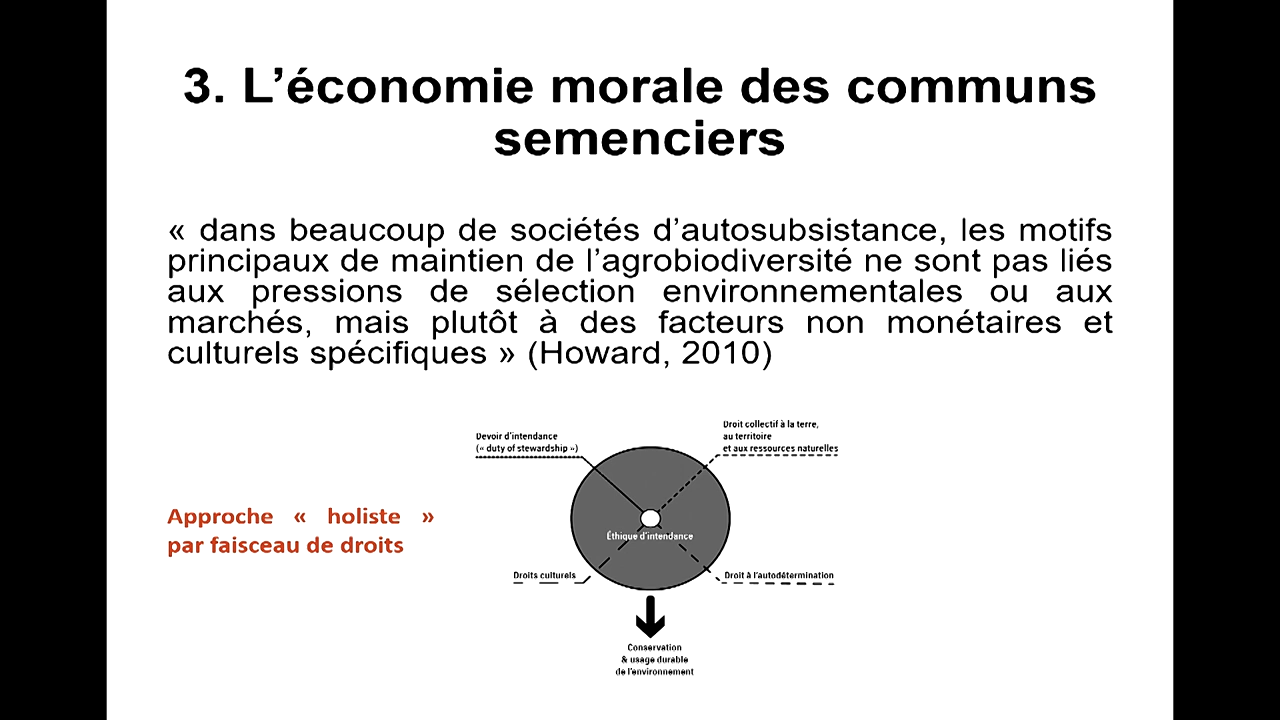 3. L’économie morale des communs
semenciers
« dans beaucoup de sociétés d’autosubsistance, les motifs
principaux de maintien de l’agrobiodiversité ne sont pas liés
aux pressions de sélection environnementales ou aux
marchés, mais plutôt à des facteurs non monétaires et
culturels spécifiques » (Howard, 2010)
Devoir d’intendance
(« duty of stewardship »)
Droit collectif à la terre,
au territoire
et aux ressources naturelles
Approche « holiste »
par faisceau de droits
Éthique d’intendance
Droits culturels
Droit à l’autodétermination
Conservation
& usage durable
de l’environnement